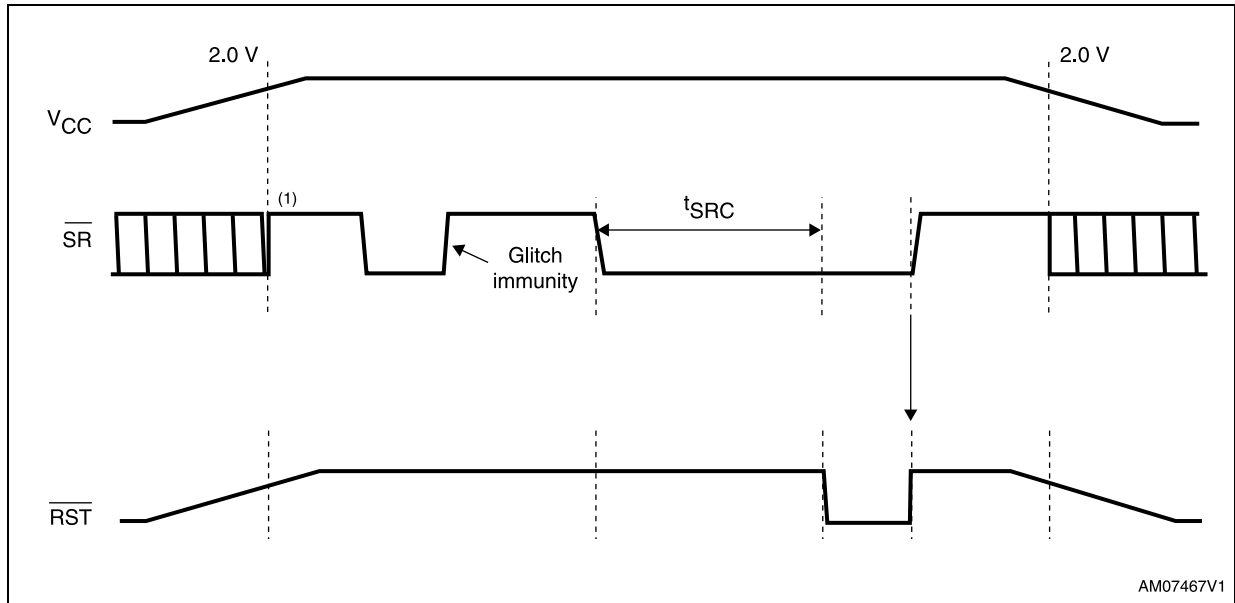 2.0 V 2.0 V
VCC
(1)
tSRC
SR
Glitch
immunity
RST
AM07467V1